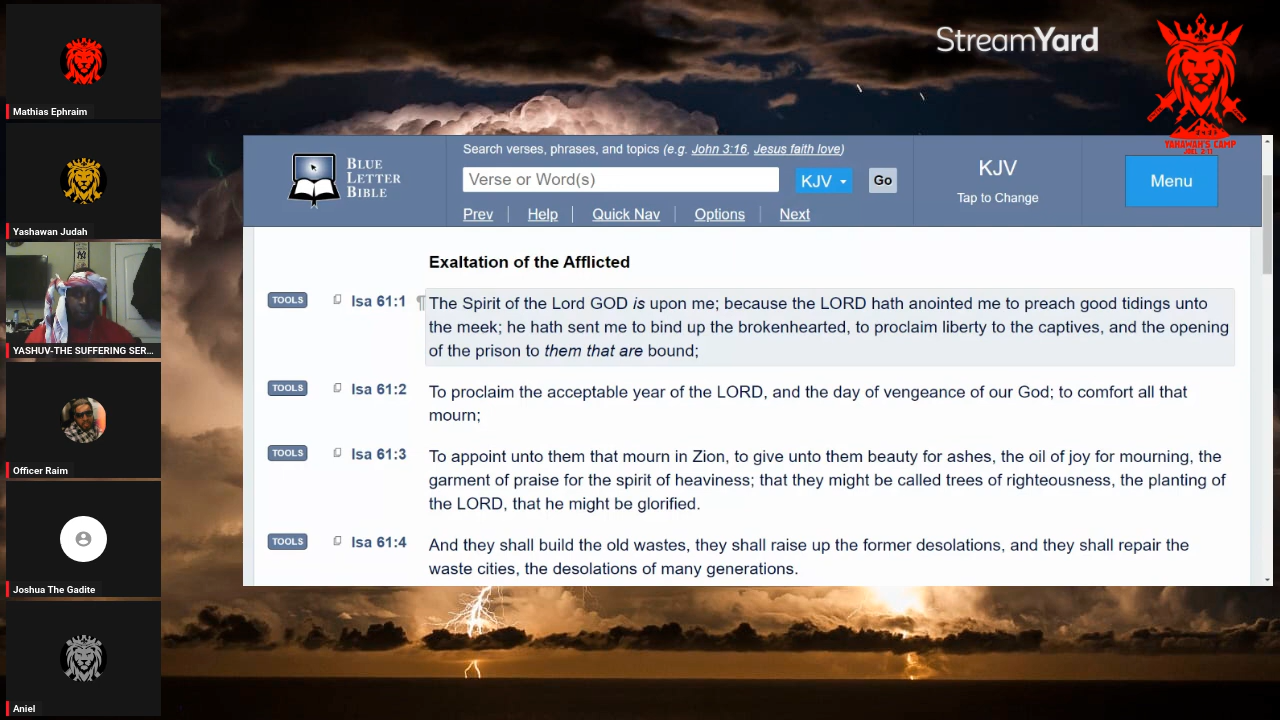 Mathias Ephraim
Yashawan Judah
YASHUV-THE SUFFERING SER...
Officer Raim
Joshua The Gadite
Aniel
StreamYard
YAHAWAH'S CAMP
JOEL 2:11
BLUE
LETTER
BIBLE
Search verses, phrases, and topics (e.g. John 3:16, Jesus faith love)
Verse or Word(s)
KJV
Go
Prev Help Quick Nav Options Next
KJV
Tap to Change
Menu
Exaltation of the Afflicted
TOOLS Isa 61:1 ¶ The Spirit of the Lord GOD is upon me; because the LORD hath anointed me to preach good tidings unto
the meek; he hath sent me to bind up the brokenhearted, to proclaim liberty to the captives, and the opening
of the prison to them that are bound;
TOOLS Isa 61:2 To proclaim the acceptable year of the LORD, and the day of vengeance of our God; to comfort all that
mourn;
TOOLS Isa 61:3 To appoint unto them that mourn in Zion, to give unto them beauty for ashes, the oil of joy for mourning, the
garment of praise for the spirit of heaviness; that they might be called trees of righteousness, the planting of
the LORD, that he might be glorified.
TOOLS Isa 61:4 And they shall build the old wastes, they shall raise up the former desolations, and they shall repair the
waste cities, the desolations of many generations.